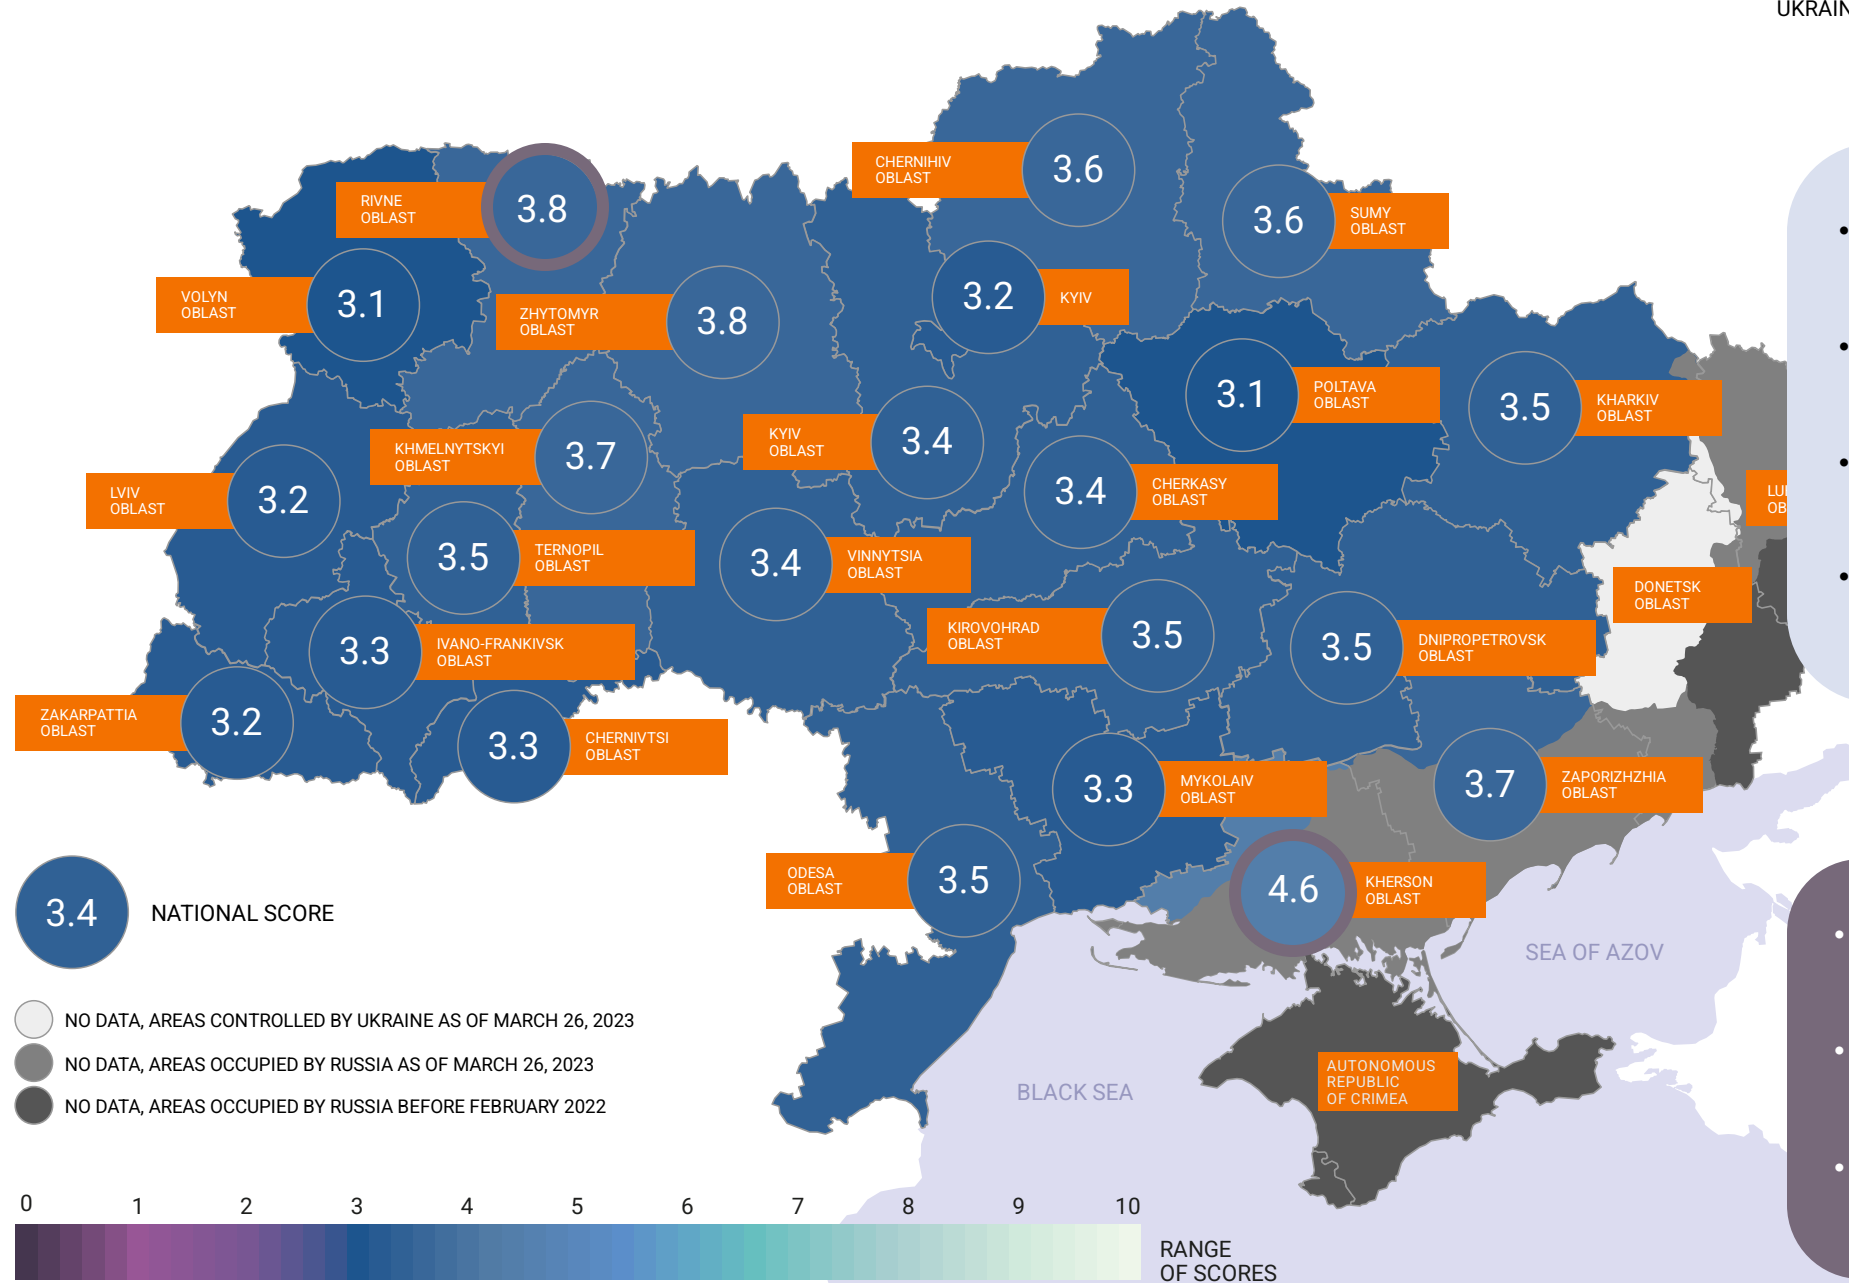 UKRAIN
CHERNIHIV
OBLAST
3.6
RIVNE
OBLAST
3.8
3.6
SUMY
OBLAST
VOLYN
OBLAST
3.1
ZHYTOMYR
OBLAST
3.8
3.2
KYIV
3.1
POLTAVA
OBLAST
3.5
KHARKIV
OBLAST
KHMELNYTSKYI
OBLAST
3.7
KYIV
OBLAST
3.4
3.4
CHERKASY
OBLAST
LVIV
OBLAST
3.2
3.5
TERNOPIL
OBLAST
3.4
VINNYTSIA
OBLAST
DONETSK
OBLAST
3.3
IVANO-FRANKIVSK
OBLAST
KIROVOHRAD
OBLAST
3.5
3.5
DNIPROPETROVSK
OBLAST
ZAKARPATTIA
OBLAST
3.2
3.3
CHERNIVTSI
OBLAST
3.3
MYKOLAIV
OBLAST
3.7
ZAPORIZHZHIA
OBLAST
ODESA
OBLAST
3.5
4.6
KHERSON
OBLAST
3.4
NATIONAL SCORE
SEA OF AZOV
NO DATA, AREAS CONTROLLED BY UKRAINE AS OF MARCH 26, 2023
NO DATA, AREAS OCCUPIED BY RUSSIA AS OF MARCH 26, 2023
NO DATA, AREAS OCCUPIED BY RUSSIA BEFORE FEBRUARY 2022
BLACK SEA
AUTONOMOUS
REPUBLIC
OF CRIMEA
0 1 2 3 4 5 6 7 8 9 10
RANGE
OF SCORES